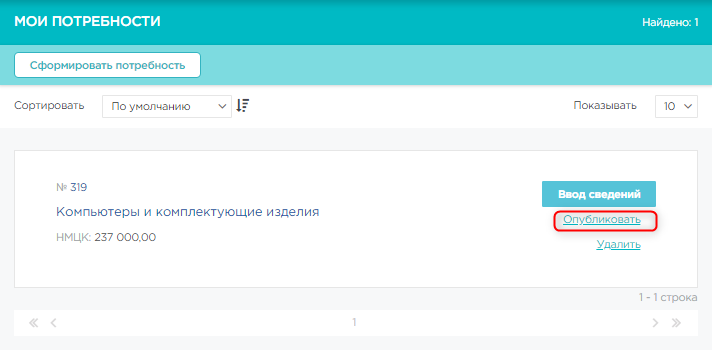 МОИ ПОТРЕБНОСТИ
Найдено: 1
Сформировать потребность
Сортировать
По умолчанию
Показывать
10
№ 319
Ввод сведений
Компьютеры и комплектующие изделия
Опубликовать
НМЦК: 237 000,00
Удалить
1 - 1 строка
1